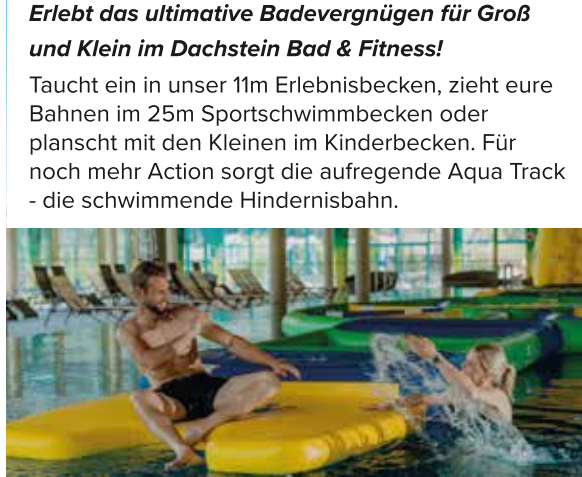 Erlebt das ultimative Badevergnügen für Groß
und Klein im Dachstein Bad & Fitness!
Taucht ein in unser 11m Erlebnisbecken, zieht eure
Bahnen im 25m Sportschwimmbecken oder
planscht mit den Kleinen im Kinderbecken. Für
noch mehr Action sorgt die aufregende Aqua Track
- die schwimmende Hindernisbahn.